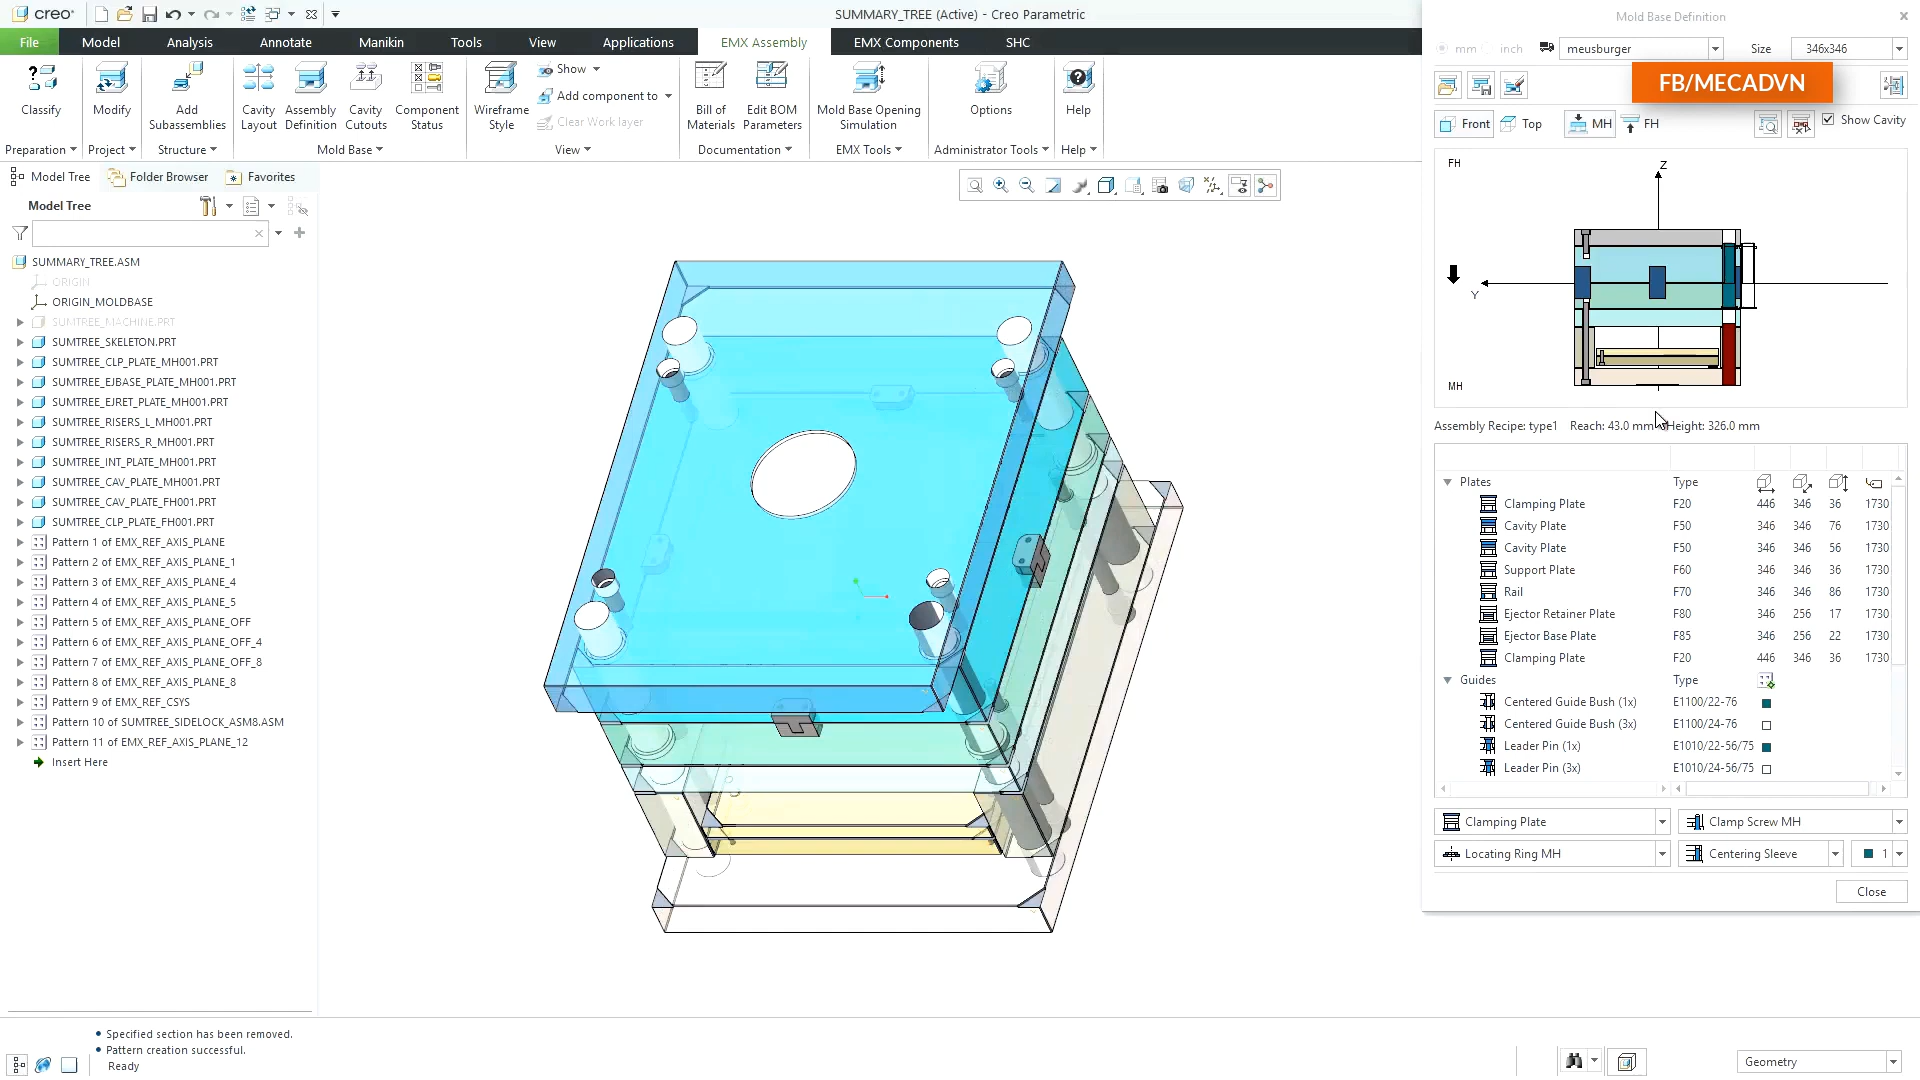 creo®
SUMMARY_TREE (Active) - Creo Parametric
File Model Analysis Annotate Manikin Tools View Applications EMX Assembly EMX Components SHC
Classify
Modify
Add Subassemblies
Cavity Layout
Assembly Definition
Cavity Cutouts
Component Status
Wireframe Style
Show
Add component to
Clear Work layer
Bill of Materials
Edit BOM Parameters
Mold Base Opening Simulation
Options
Help
Preparation Project Structure Mold Base View Documentation EMX Tools Administrator Tools Help
Model Tree Folder Browser Favorites
Model Tree
SUMMARY_TREE.ASM
ORIGIN
ORIGIN_MOLDBASE
SUMTREE_MACHINE.PRT
SUMTREE_SKELETON.PRT
SUMTREE_CLP_PLATE_MH001.PRT
SUMTREE_EJBASE_PLATE_MH001.PRT
SUMTREE_EJRET_PLATE_MH001.PRT
SUMTREE_RISERS_L_MH001.PRT
SUMTREE_RISERS_R_MH001.PRT
SUMTREE_INT_PLATE_MH001.PRT
SUMTREE_CAV_PLATE_MH001.PRT
SUMTREE_CAV_PLATE_FH001.PRT
SUMTREE_CLP_PLATE_FH001.PRT
Pattern 1 of EMX_REF_AXIS_PLANE
Pattern 2 of EMX_REF_AXIS_PLANE_1
Pattern 3 of EMX_REF_AXIS_PLANE_4
Pattern 4 of EMX_REF_AXIS_PLANE_5
Pattern 5 of EMX_REF_AXIS_PLANE_OFF
Pattern 6 of EMX_REF_AXIS_PLANE_OFF_4
Pattern 7 of EMX_REF_AXIS_PLANE_OFF_8
Pattern 8 of EMX_REF_AXIS_PLANE_8
Pattern 9 of EMX_REF_CSYS
Pattern 10 of SUMTREE_SIDELOCK_ASM8.ASM
Pattern 11 of EMX_REF_AXIS_PLANE_12
Insert Here
Mold Base Definition
mm inch meusburger Size 346x346
FB/MECADVN
Front Top MH FH Show Cavity
FH
Z
Y
MH
Assembly Recipe: type1 Reach: 43.0 mm Height: 326.0 mm
Plates Type
Clamping Plate F20 446 346 36 1730
Cavity Plate F50 346 346 76 1730
Cavity Plate F50 346 346 56 1730
Support Plate F60 346 346 36 1730
Rail F70 346 346 86 1730
Ejector Retainer Plate F80 346 256 17 1730
Ejector Base Plate F85 346 256 22 1730
Clamping Plate F20 446 346 36 1730
Guides Type
Centered Guide Bush (1x) E1100/22-76
Centered Guide Bush (3x) E1100/24-76
Leader Pin (1x) E1010/22-56/75
Leader Pin (3x) E1010/24-56/75
Clamping Plate Clamp Screw MH
Locating Ring MH Centering Sleeve 1
Close
• Specified section has been removed.
• Pattern creation successful.
Ready
Geometry